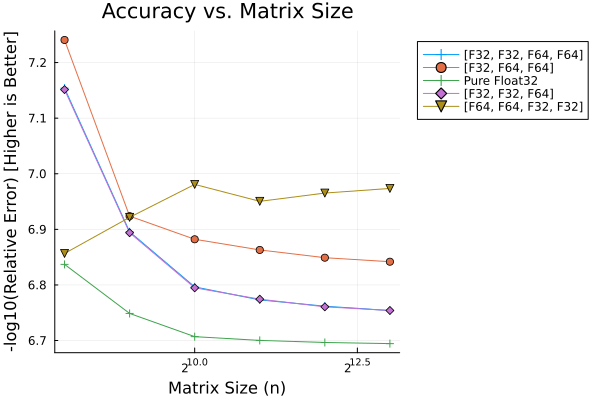 Accuracy vs. Matrix Size
-log10(Relative Error) [Higher is Better]
7.2
7.1
7.0
6.9
6.8
6.7
2^10.0
2^12.5
Matrix Size (n)
[F32, F32, F64, F64]
[F32, F64, F64]
Pure Float32
[F32, F32, F64]
[F64, F64, F32, F32]